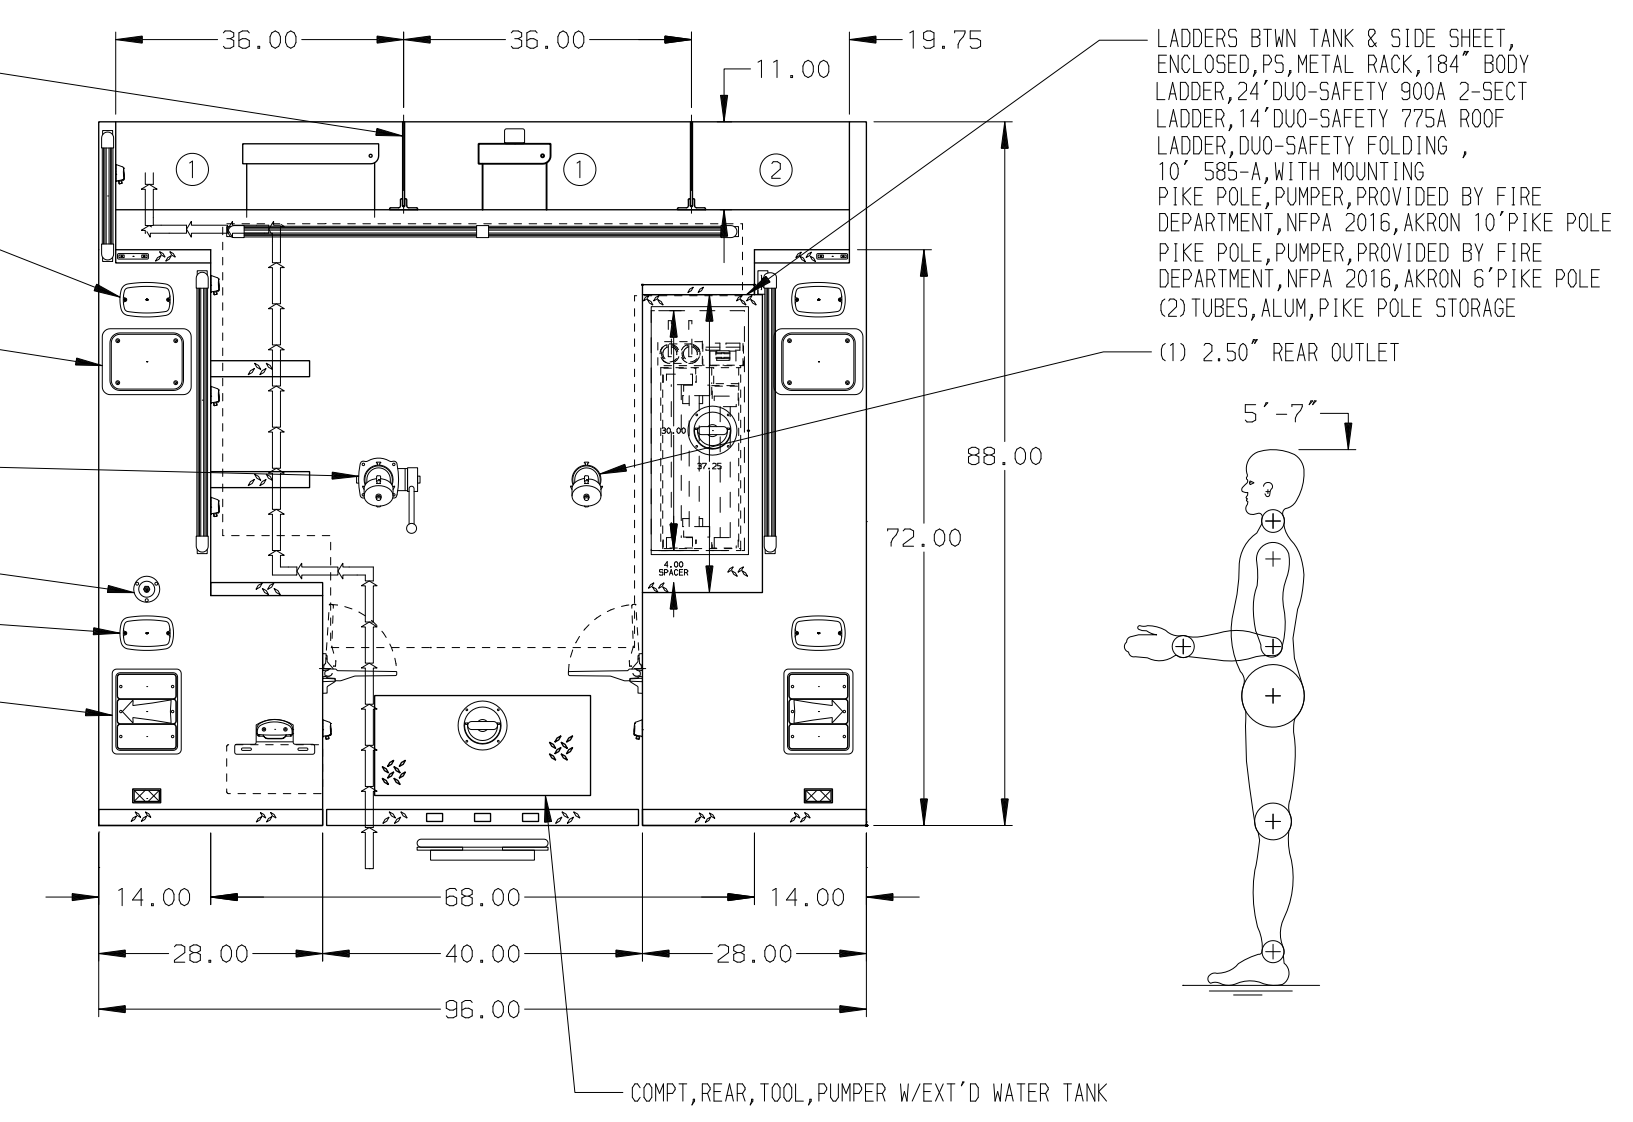 36.00
36.00
19.75
11.00
LADDERS BTWN TANK & SIDE SHEET,
ENCLOSED,PS,METAL RACK,184" BODY
LADDER,24'DUO-SAFETY 900A 2-SECT
LADDER,14'DUO-SAFETY 775A ROOF
LADDER,DUO-SAFETY FOLDING ,
10' 585-A,WITH MOUNTING
PIKE POLE,PUMPER,PROVIDED BY FIRE
DEPARTMENT,NFPA 2016,AKRON 10'PIKE POLE
PIKE POLE,PUMPER,PROVIDED BY FIRE
DEPARTMENT,NFPA 2016,AKRON 6'PIKE POLE
(2)TUBES,ALUM,PIKE POLE STORAGE
(1) 2.50" REAR OUTLET
1
1
2
5'-7"
30.00
37.25
88.00
72.00
4.00
SPACER
14.00
68.00
14.00
28.00
40.00
28.00
96.00
COMPT,REAR,TOOL,PUMPER W/EXT'D WATER TANK